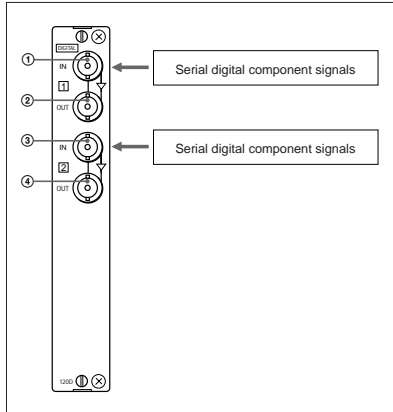 DIGITAL
① IN
Serial digital component signals
1
② OUT
③ IN
Serial digital component signals
2
④ OUT
120D